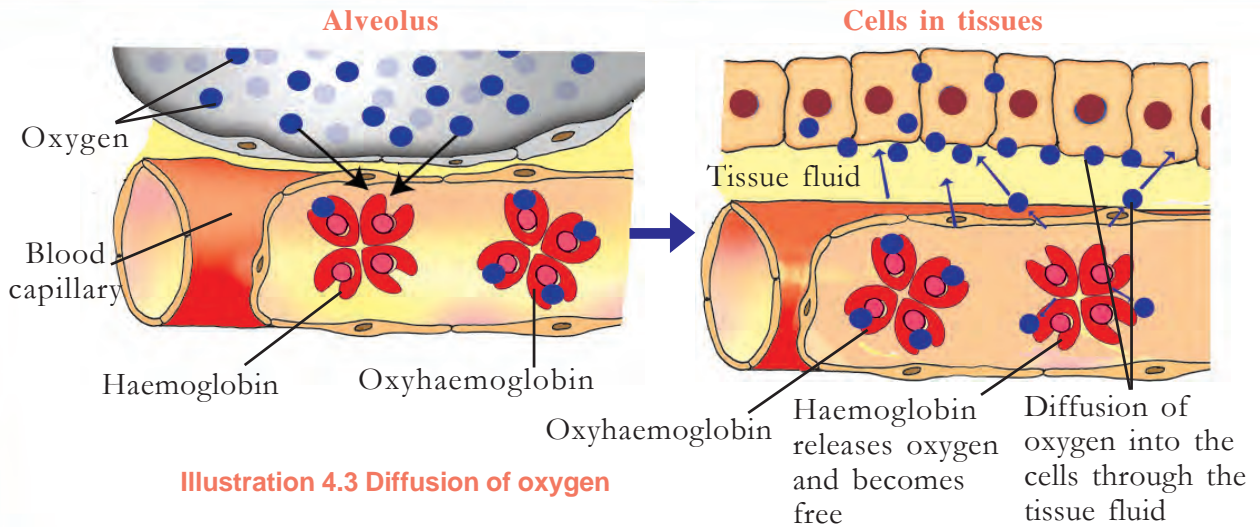 Alveolus
Oxygen
Blood
capillary
Haemoglobin
Oxyhaemoglobin
Cells in tissues
Tissue fluid
Oxyhaemoglobin
Haemoglobin
releases oxygen
and becomes
free
Diffusion of
oxygen into the
cells through the
tissue fluid
Illustration 4.3 Diffusion of oxygen